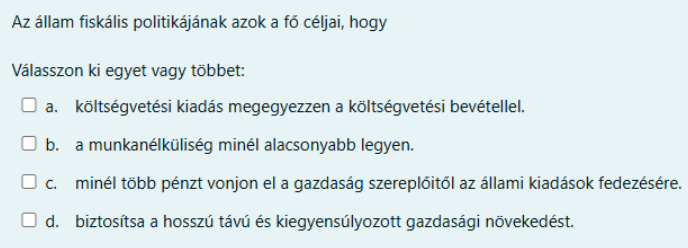 Az állam fiskális politikájának azok a fő céljai, hogy
Válasszon ki egyet vagy többet:
a. költségvetési kiadás megegyezzen a költségvetési bevétellel.
b. a munkanélküliség minél alacsonyabb legyen.
c. minél több pénzt vonjon el a gazdaság szereplőitől az állami kiadások fedezésére.
d. biztosítsa a hosszú távú és kiegyensúlyozott gazdasági növekedést.